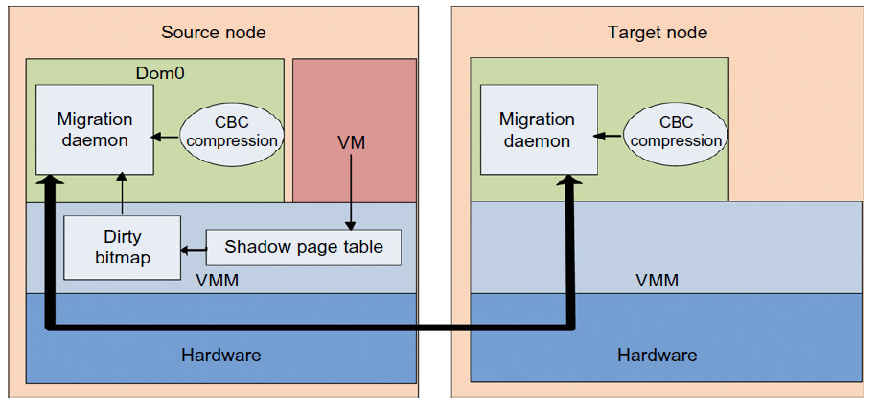 Source node
Dom0
Migration
daemon
CBC
compression
VM
Dirty
bitmap
Shadow page table
VMM
Hardware
Target node
Migration
daemon
CBC
compression
VMM
Hardware